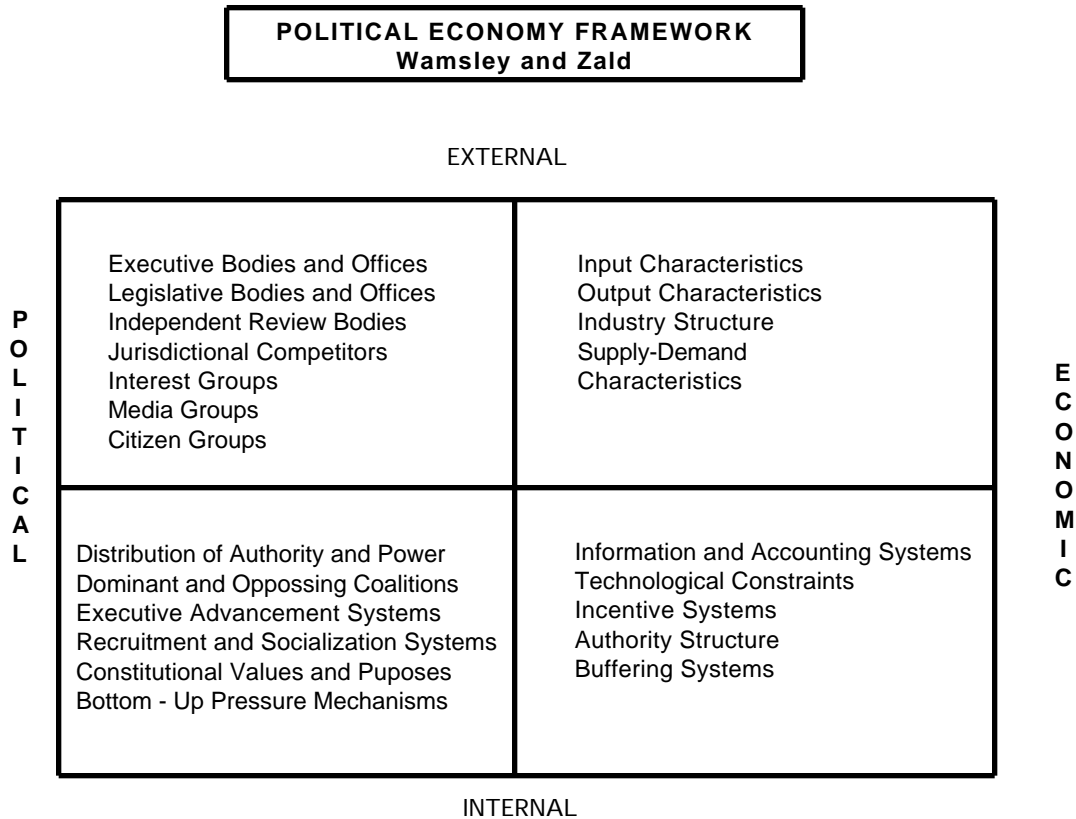 POLITICAL ECONOMY FRAMEWORK
Wamsley and Zald
EXTERNAL
POLITICAL
Executive Bodies and Offices
Legislative Bodies and Offices
Independent Review Bodies
Jurisdictional Competitors
Interest Groups
Media Groups
Citizen Groups
Input Characteristics
Output Characteristics
Industry Structure
Supply-Demand
Characteristics
ECONOMIC
Distribution of Authority and Power
Dominant and Oppossing Coalitions
Executive Advancement Systems
Recruitment and Socialization Systems
Constitutional Values and Puposes
Bottom - Up Pressure Mechanisms
Information and Accounting Systems
Technological Constraints
Incentive Systems
Authority Structure
Buffering Systems
INTERNAL